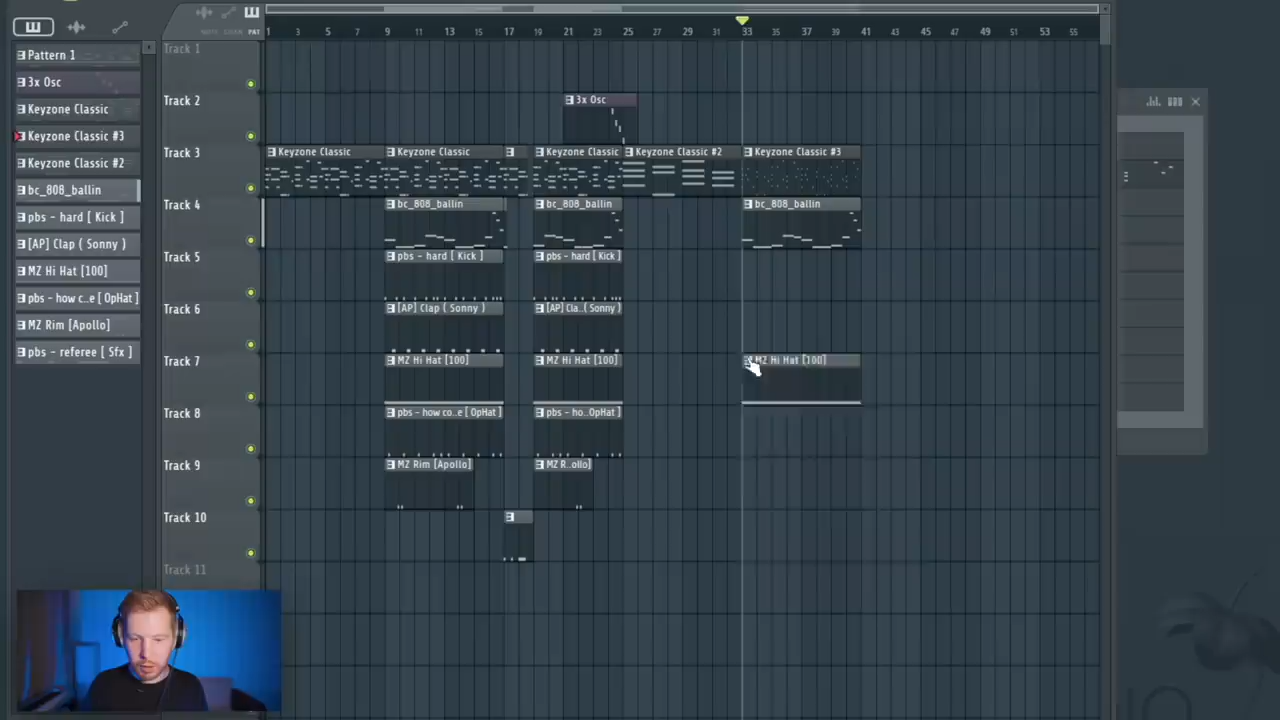 NOTE CHAN PAT
1 3 5 7 9 11 13 15 17 19 21 23 25 27 29 31 33 35 37 39 41 43 45 47 49 51 53 55
Pattern 1
3x Osc
Keyzone Classic
Keyzone Classic #3
Keyzone Classic #2
bc_808_ballin
pbs - hard [ Kick ]
[AP] Clap ( Sonny )
MZ Hi Hat [100]
pbs - how c..e [ OpHat ]
MZ Rim [Apollo]
pbs - referee [ Sfx ]
Track 1
Track 2
3x Osc
Track 3
Keyzone Classic
Keyzone Classic
Keyzone Classic
Keyzone Classic #2
Keyzone Classic #3
Track 4
bc_808_ballin
bc_808_ballin
bc_808_ballin
Track 5
pbs - hard [ Kick ]
pbs - hard [ Kick ]
Track 6
[AP] Clap ( Sonny )
[AP] Cla..( Sonny )
Track 7
MZ Hi Hat [100]
MZ Hi Hat [100]
MZ Hi Hat [100]
Track 8
pbs - how co..e [ OpHat ]
pbs - ho..OpHat ]
Track 9
MZ Rim [Apollo]
MZ R..ollo]
Track 10
Track 11